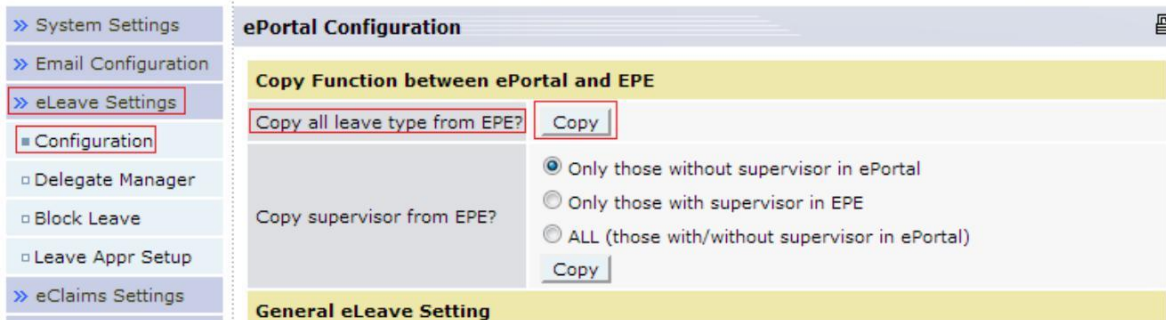 » System Settings
» Email Configuration
» eLeave Settings
Configuration
Delegate Manager
Block Leave
Leave Appr Setup
» eClaims Settings
ePortal Configuration
Copy Function between ePortal and EPE
Copy all leave type from EPE?
Copy
Copy supervisor from EPE?
Only those without supervisor in ePortal
Only those with supervisor in EPE
ALL (those with/without supervisor in ePortal)
Copy
General eLeave Setting